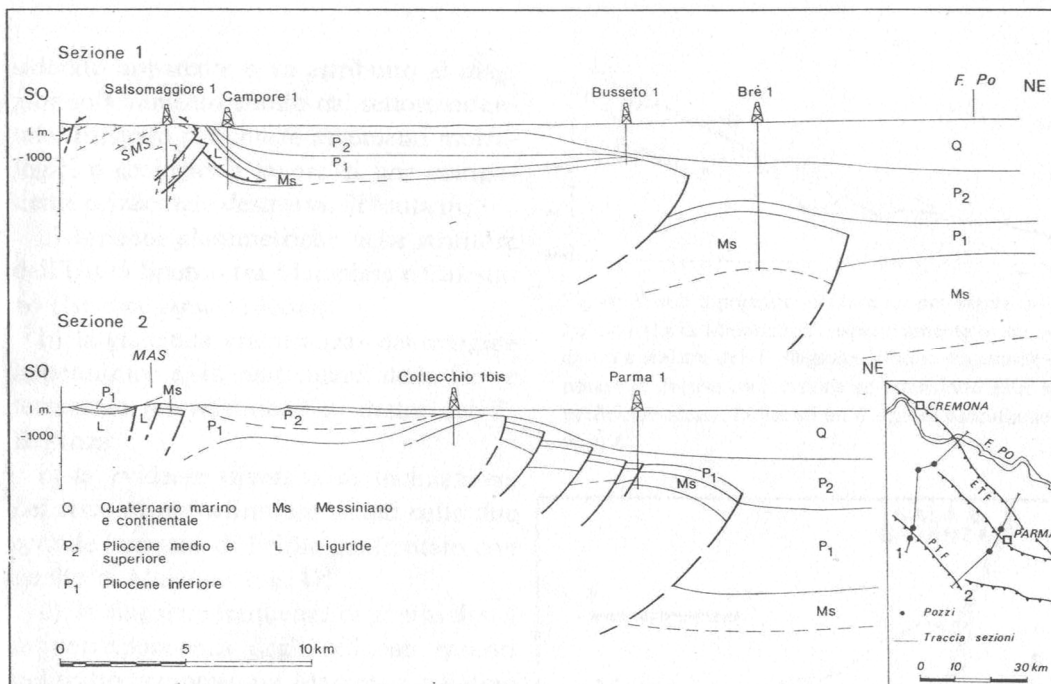 Sezione 1
SO
NE
Salsomaggiore 1
Campore 1
Busseto 1
Brè 1
F. Po
l. m.
1000
SMS
L
P2
P1
Ms
Q
P2
P1
Ms
Ms
Sezione 2
SO
NE
MAS
Collecchio 1bis
Parma 1
l m.
1000
P1
L
L
Ms
P1
P2
Q
P1
Ms
P2
P1
Ms
Q Quaternario marino e continentale
Ms Messiniano
P2 Pliocene medio e superiore
L Liguride
P1 Pliocene inferiore
0 5 10 km
CREMONA
F. PO
ETF
PARMA
TF
1
2
Pozzi
Traccia sezioni
0 10 30 km